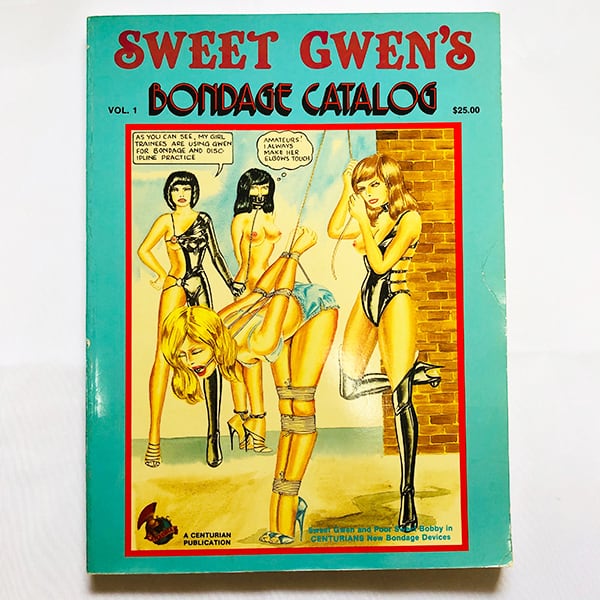 SWEET GWEN'S
BONDAGE CATALOG
VOL. 1
$25.00
AS YOU CAN SEE, MY GIRL
TRAINEES ARE USING GWEN
FOR BONDAGE AND DISC-
IPLINE PRACTICE
AMATEURS!
I ALWAYS
MAKE HER
ELBOWS TOUCH
A CENTURIAN
PUBLICATION
Sweet Gwen and Poor Bobby in
CENTURIANS New Bondage Devices